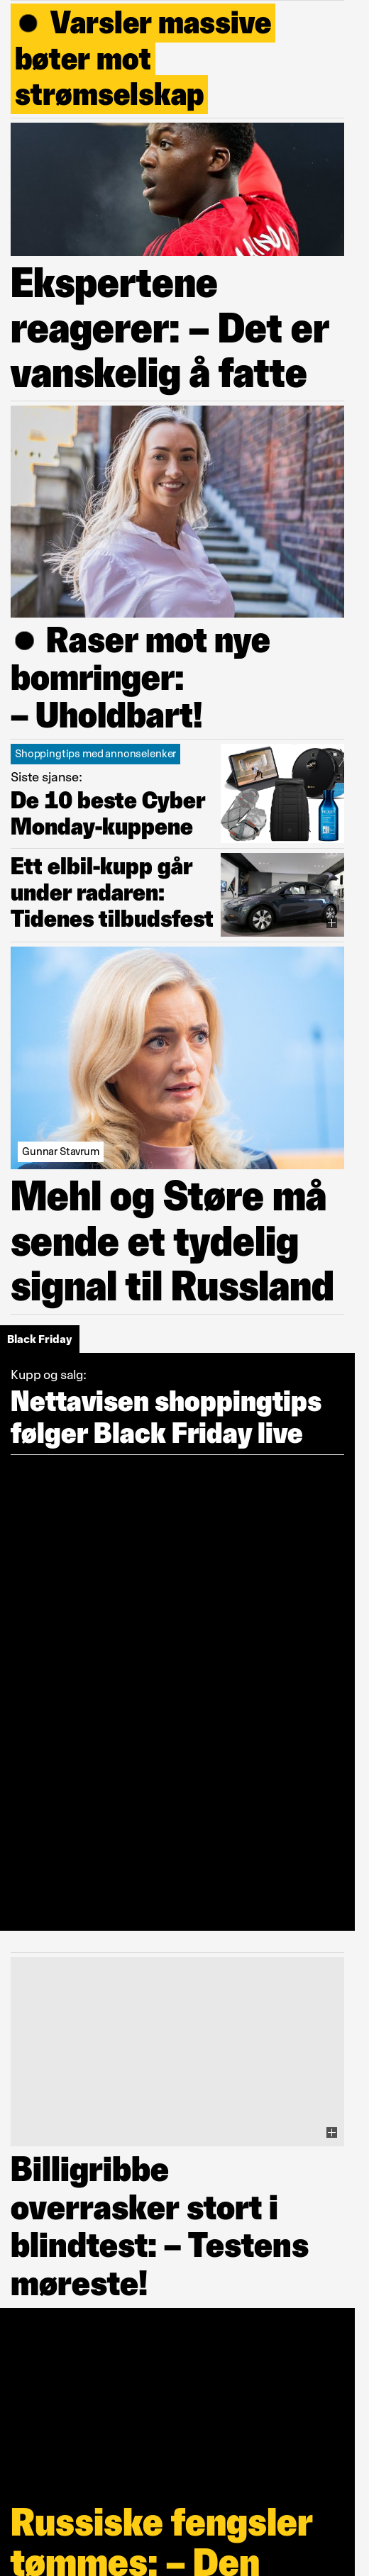 Varsler massive
bøter mot
strømselskap
Ekspertene
reagerer: – Det er
vanskelig å fatte
Raser mot nye
bomringer:
– Uholdbart!
Shoppingtips med annonselenker
Siste sjanse:
De 10 beste Cyber
Monday-kuppene
Ett elbil-kupp går
under radaren:
Tidenes tilbudsfest
Gunnar Stavrum
Mehl og Støre må
sende et tydelig
signal til Russland
Black Friday
Kupp og salg:
Nettavisen shoppingtips
følger Black Friday live
Billigribbe
overrasker stort i
blindtest: – Testens
møreste!
Russiske fengsler
tømmes: – Den